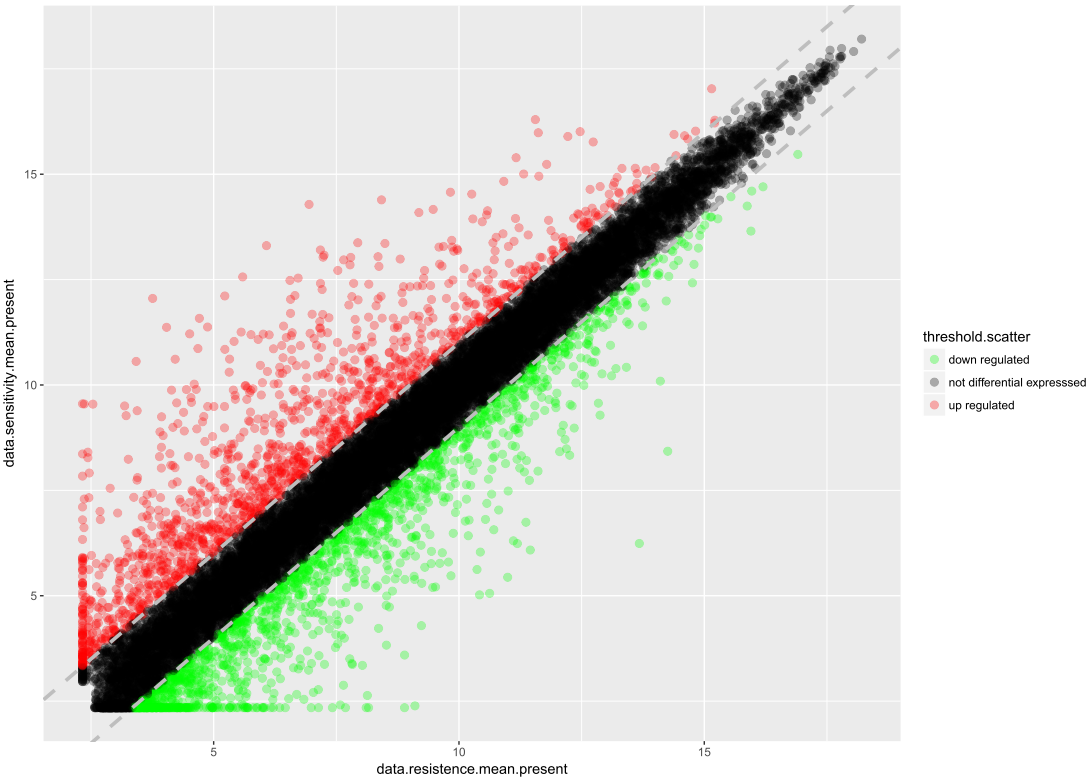 data.sensitivity.mean.present
15
10
5
5
10
15
data.resistence.mean.present
threshold.scatter
down regulated
not differential expresssed
up regulated